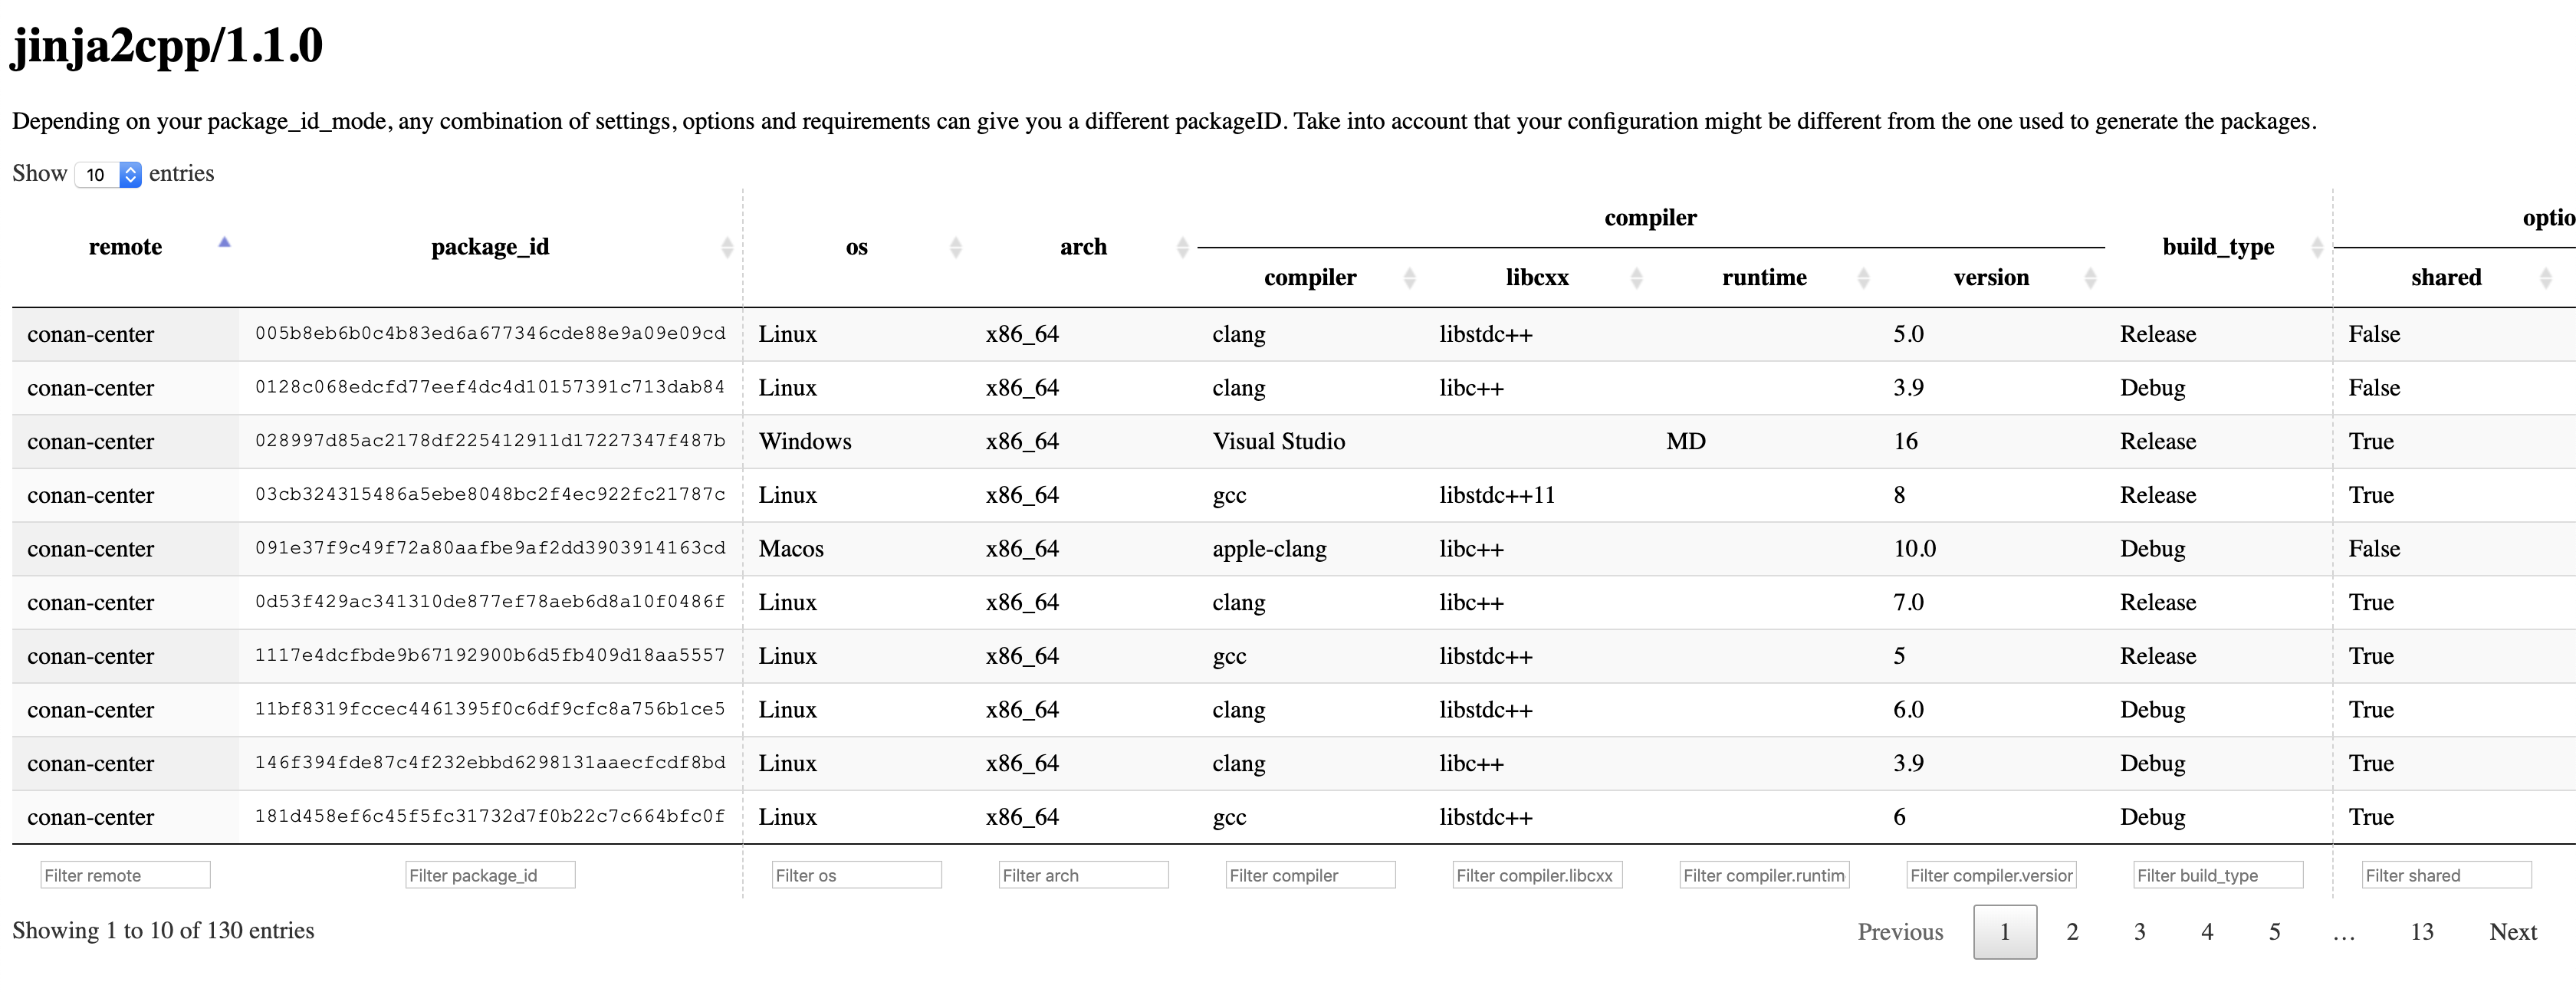 jinja2cpp/1.1.0
Depending on your package_id_mode, any combination of settings, options and requirements can give you a different packageID. Take into account that your configuration might be different from the one used to generate the packages.
Show 10 entries
compiler optio
remote package_id os arch build_type
compiler libcxx runtime version shared
conan-center 005b8eb6b0c4b83ed6a677346cde88e9a09e09cd Linux x86_64 clang libstdc++ 5.0 Release False
conan-center 0128c068edcfd77eef4dc4d10157391c713dab84 Linux x86_64 clang libc++ 3.9 Debug False
conan-center 028997d85ac2178df225412911d17227347f487b Windows x86_64 Visual Studio MD 16 Release True
conan-center 03cb324315486a5ebe8048bc2f4ec922fc21787c Linux x86_64 gcc libstdc++11 8 Release True
conan-center 091e37f9c49f72a80aafbe9af2dd3903914163cd Macos x86_64 apple-clang libc++ 10.0 Debug False
conan-center 0d53f429ac341310de877ef78aeb6d8a10f0486f Linux x86_64 clang libc++ 7.0 Release True
conan-center 1117e4dcfbde9b67192900b6d5fb409d18aa5557 Linux x86_64 gcc libstdc++ 5 Release True
conan-center 11bf8319fccec4461395f0c6df9cfc8a756b1ce5 Linux x86_64 clang libstdc++ 6.0 Debug True
conan-center 146f394fde87c4f232ebbd6298131aaecfcdf8bd Linux x86_64 clang libc++ 3.9 Debug True
conan-center 181d458ef6c45f5fc31732d7f0b22c7c664bfc0f Linux x86_64 gcc libstdc++ 6 Debug True
Filter remote Filter package_id Filter os Filter arch Filter compiler Filter compiler.libcxx Filter compiler.runtim Filter compiler.versior Filter build_type Filter shared
Showing 1 to 10 of 130 entries Previous 1 2 3 4 5 … 13 Next